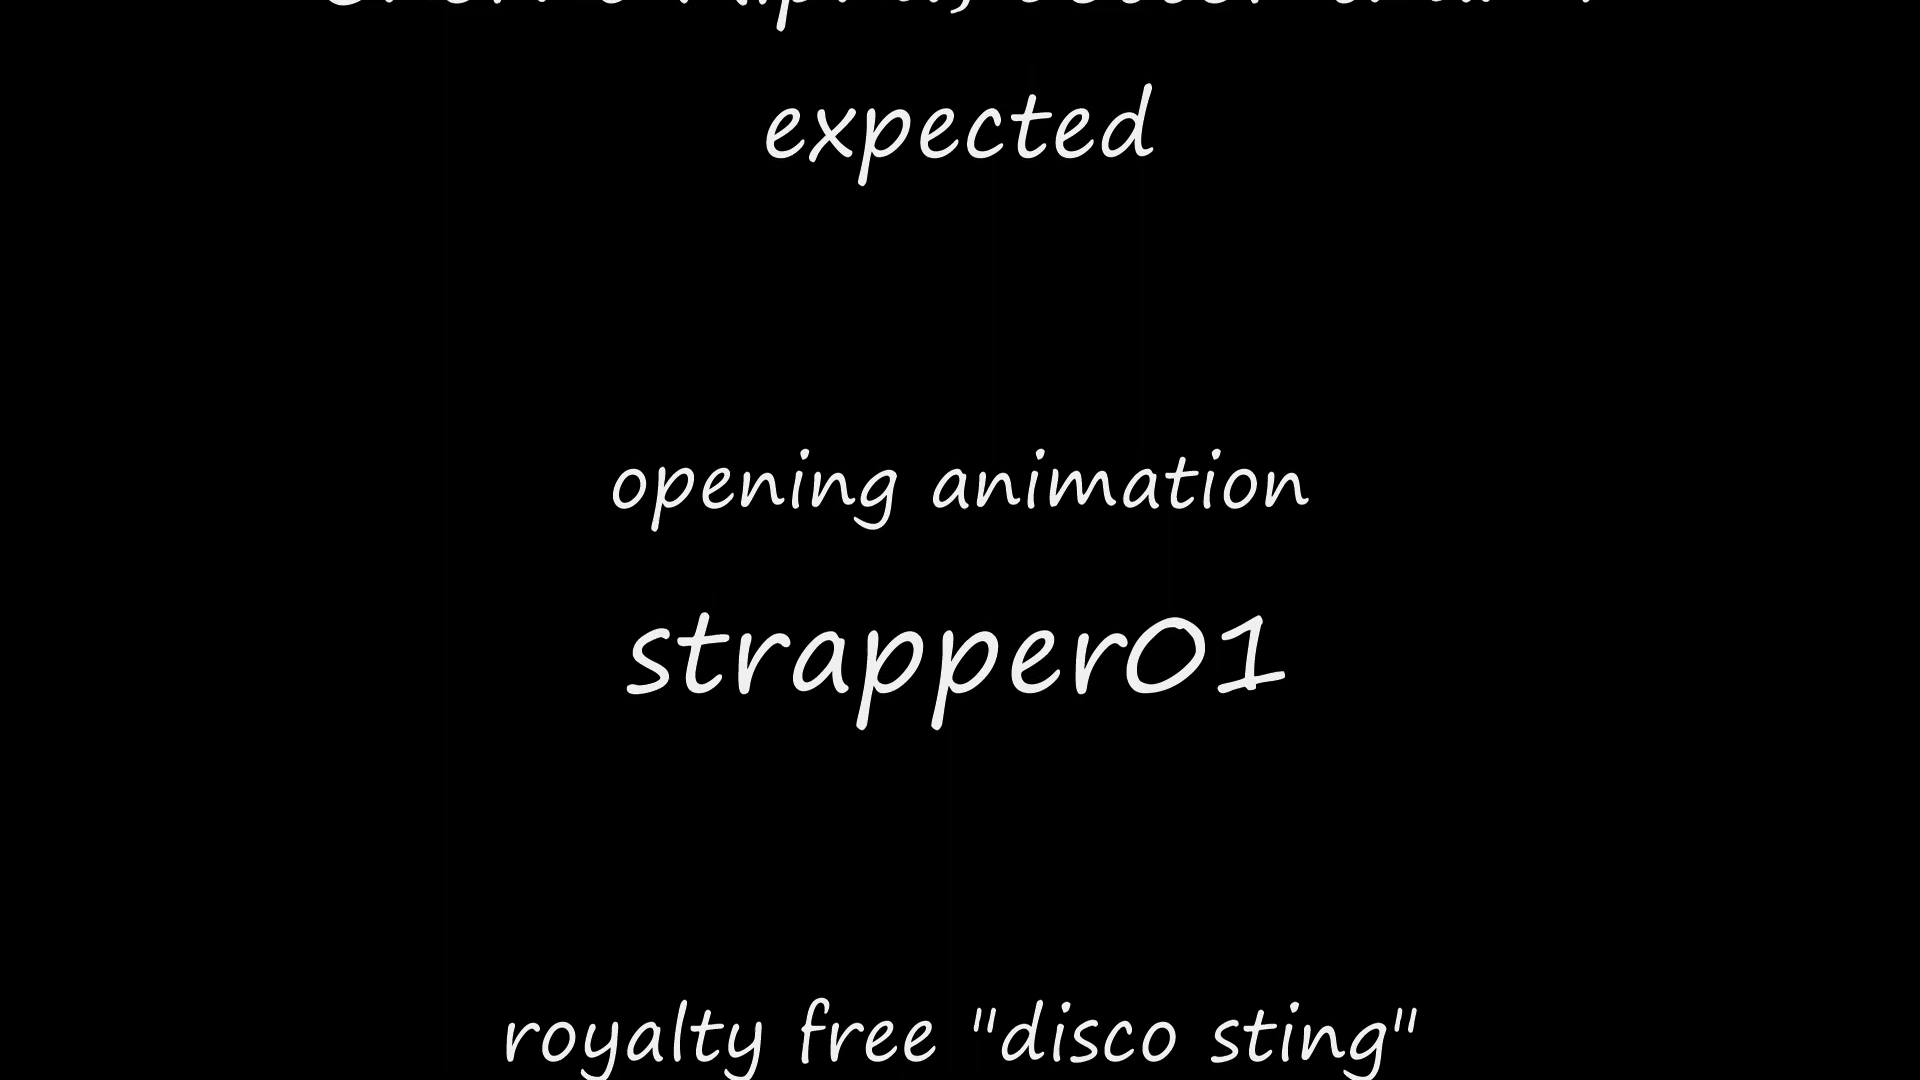 expected
opening animation
strapper01
royalty free "disco sting"